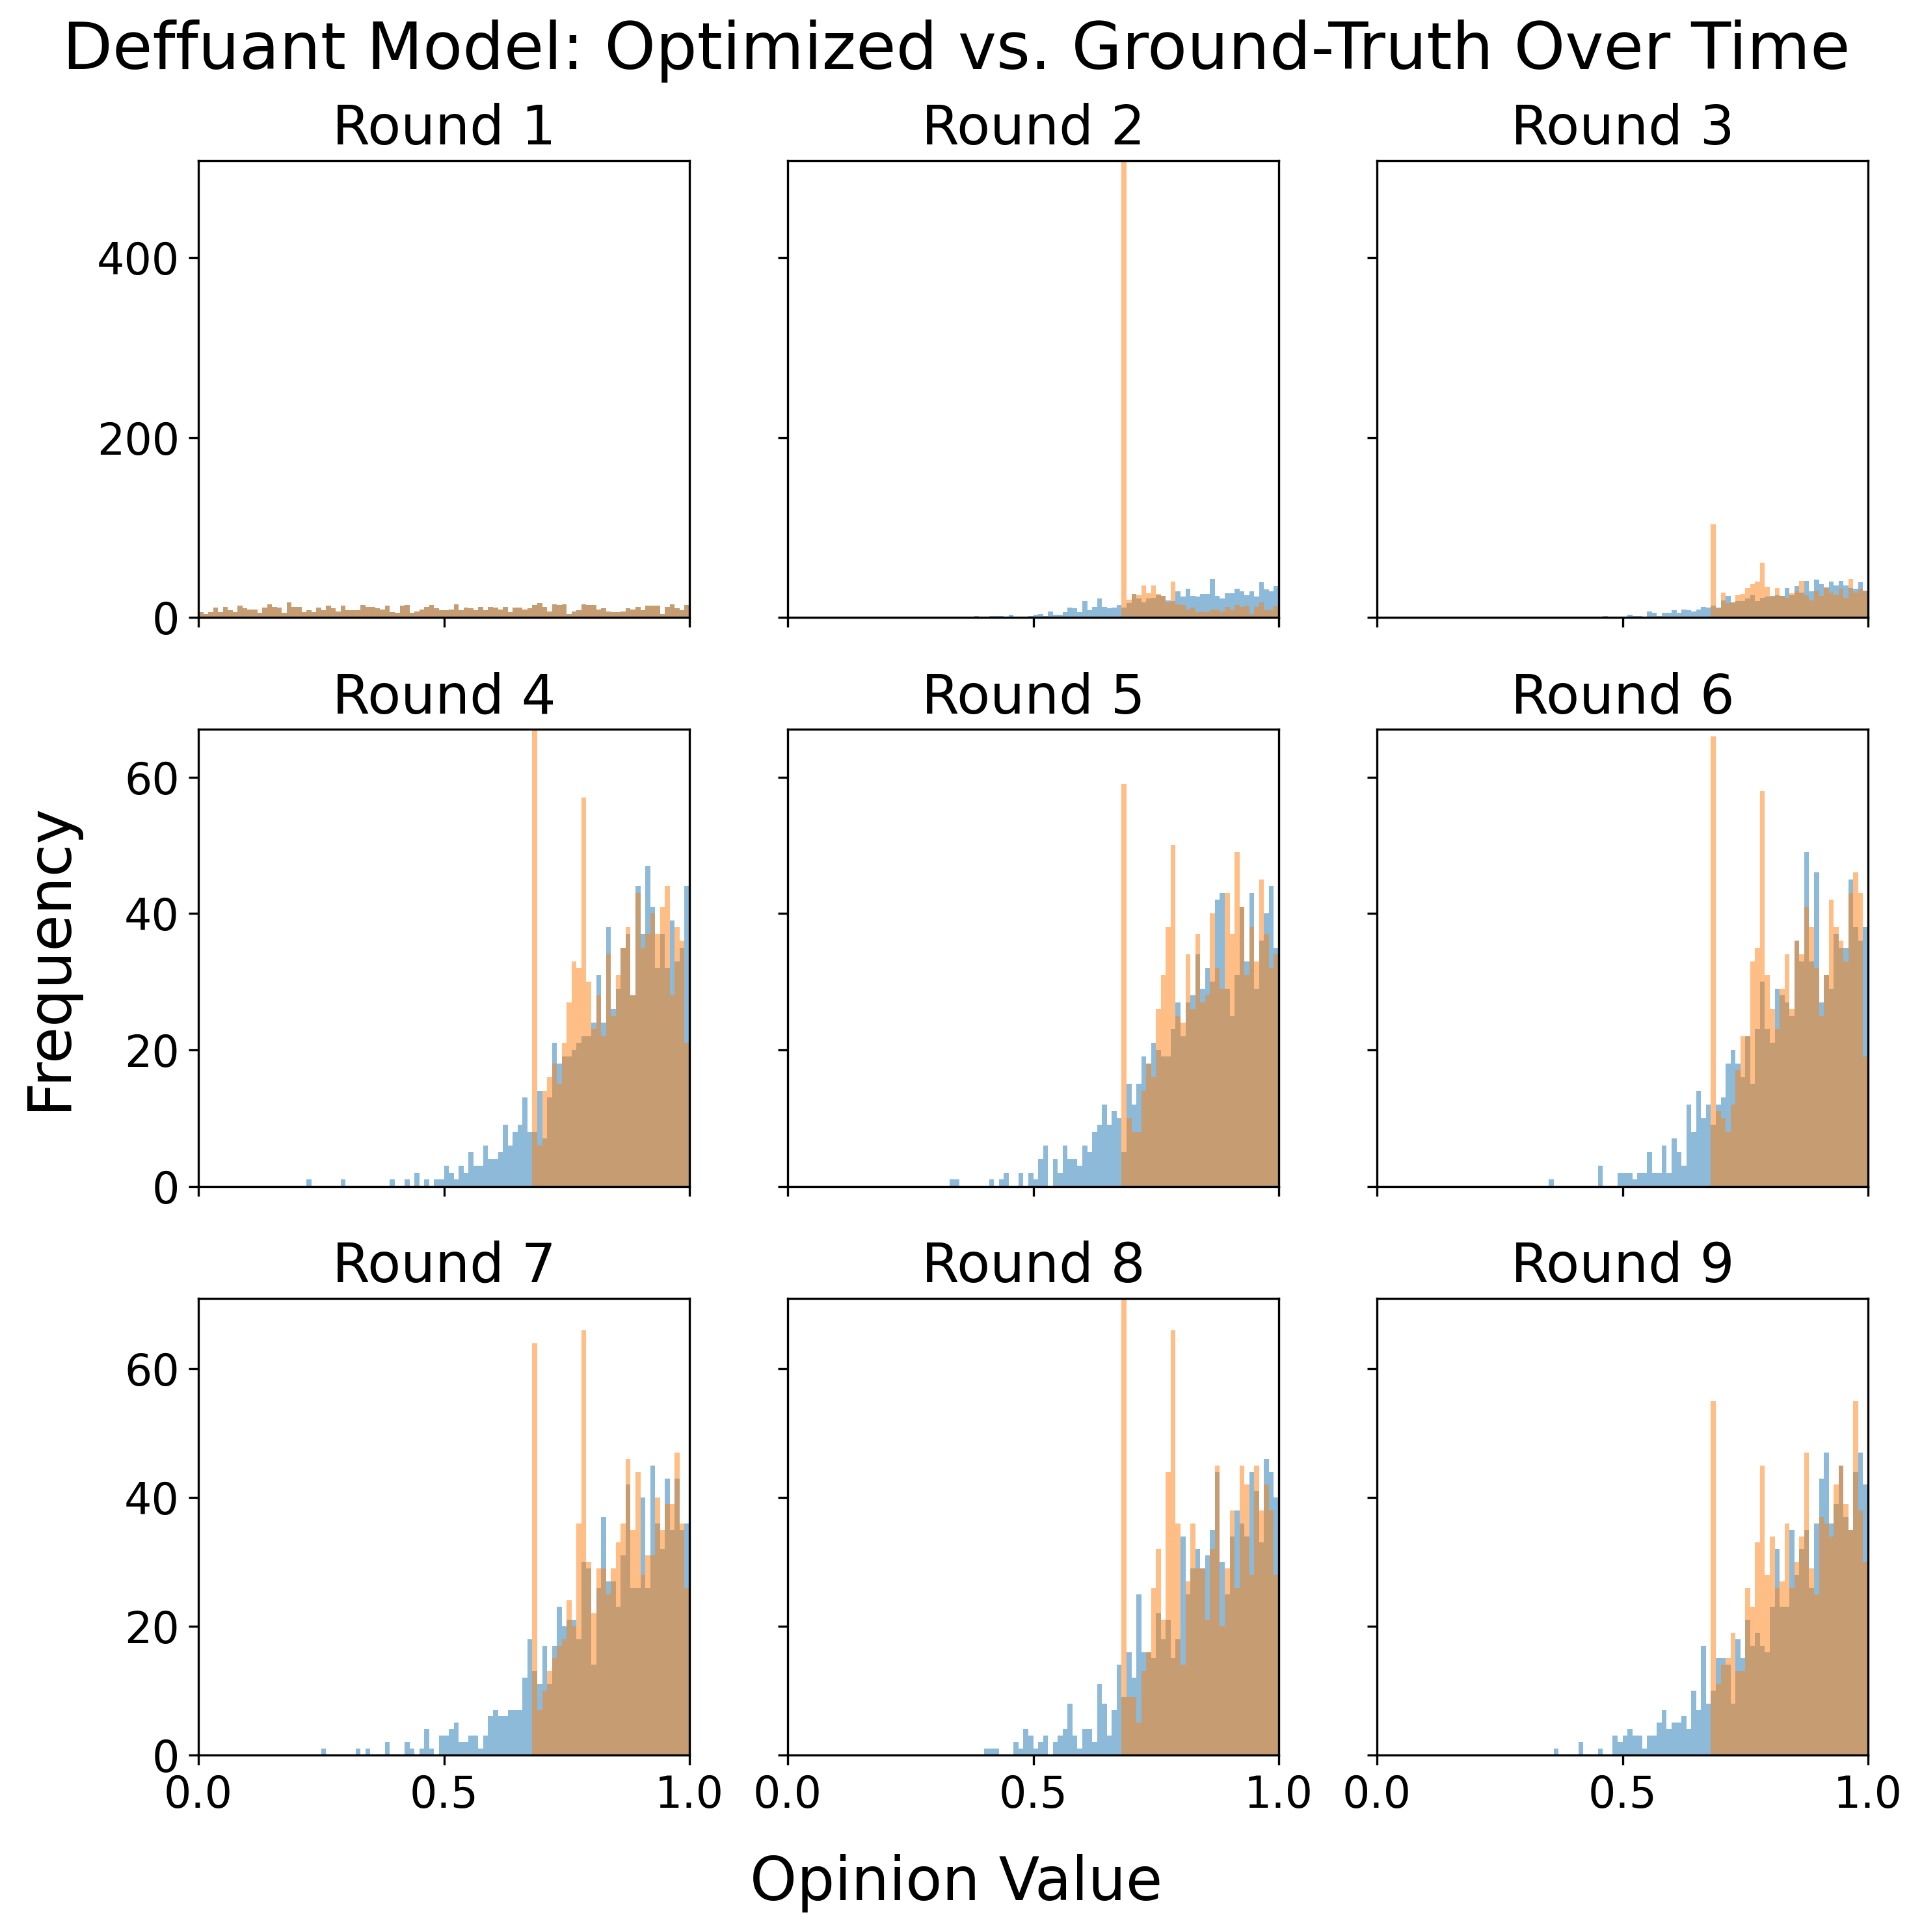 Deffuant Model: Optimized vs. Ground-Truth Over Time
Round 1
Round 2
Round 3
400
200
0
Round 4
Round 5
Round 6
60
40
20
0
Frequency
Round 7
Round 8
Round 9
60
40
20
0
0.0 0.5 1.0
0.0 0.5 1.0
0.0 0.5 1.0
Opinion Value